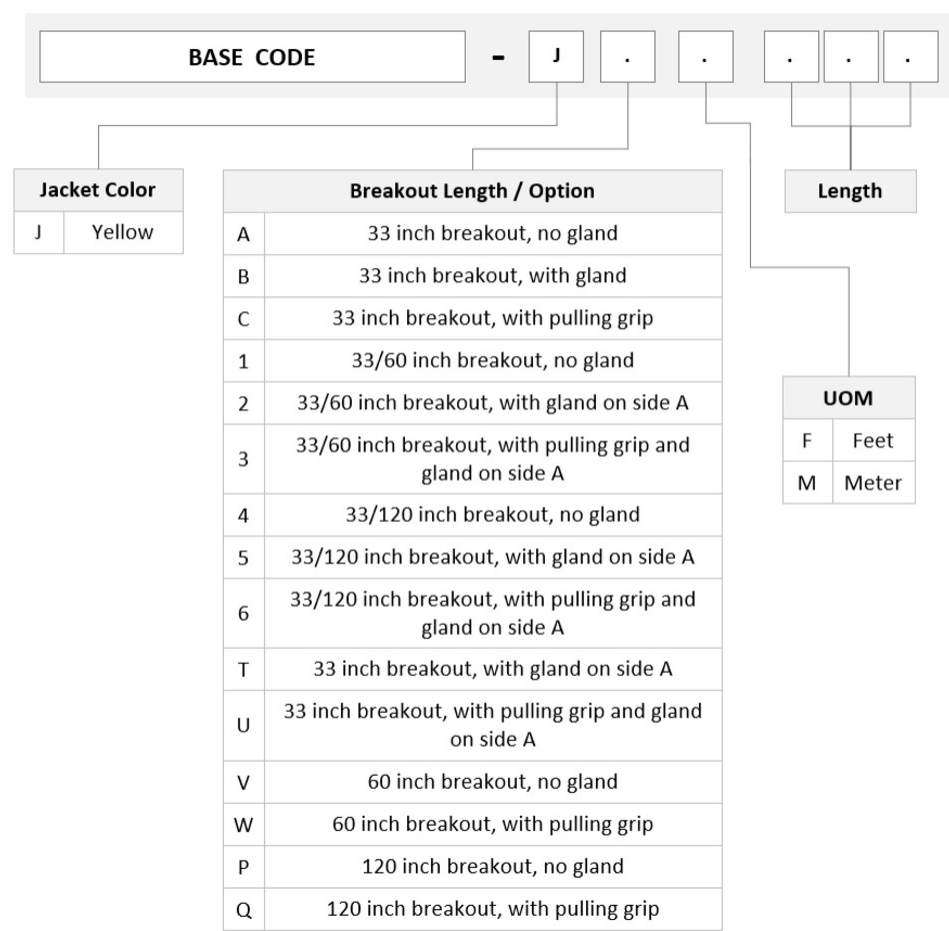 BASE CODE - J . . . . .
Jacket Color
J Yellow
Breakout Length / Option
A 33 inch breakout, no gland
B 33 inch breakout, with gland
C 33 inch breakout, with pulling grip
1 33/60 inch breakout, no gland
2 33/60 inch breakout, with gland on side A
3 33/60 inch breakout, with pulling grip and
gland on side A
4 33/120 inch breakout, no gland
5 33/120 inch breakout, with gland on side A
6 33/120 inch breakout, with pulling grip and
gland on side A
T 33 inch breakout, with gland on side A
U 33 inch breakout, with pulling grip and gland
on side A
V 60 inch breakout, no gland
W 60 inch breakout, with pulling grip
P 120 inch breakout, no gland
Q 120 inch breakout, with pulling grip
Length
UOM
F Feet
M Meter